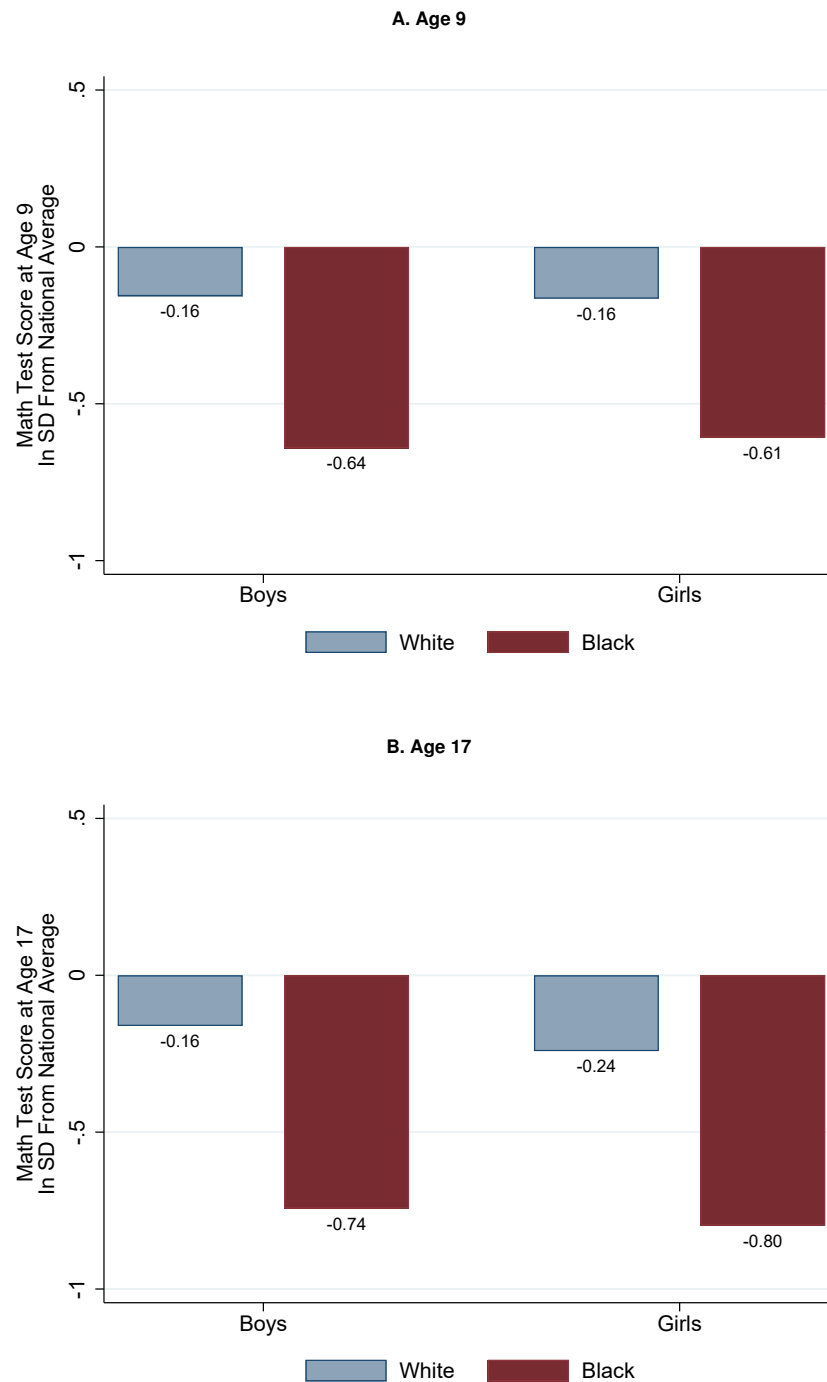 A. Age 9
Math Test Score at Age 9
In SD From National Average
.5
0
-.5
-1
-0.16
-0.64
-0.16
-0.61
Boys
Girls
White
Black
B. Age 17
Math Test Score at Age 17
In SD From National Average
.5
0
-.5
-1
-0.16
-0.74
-0.24
-0.80
Boys
Girls
White
Black